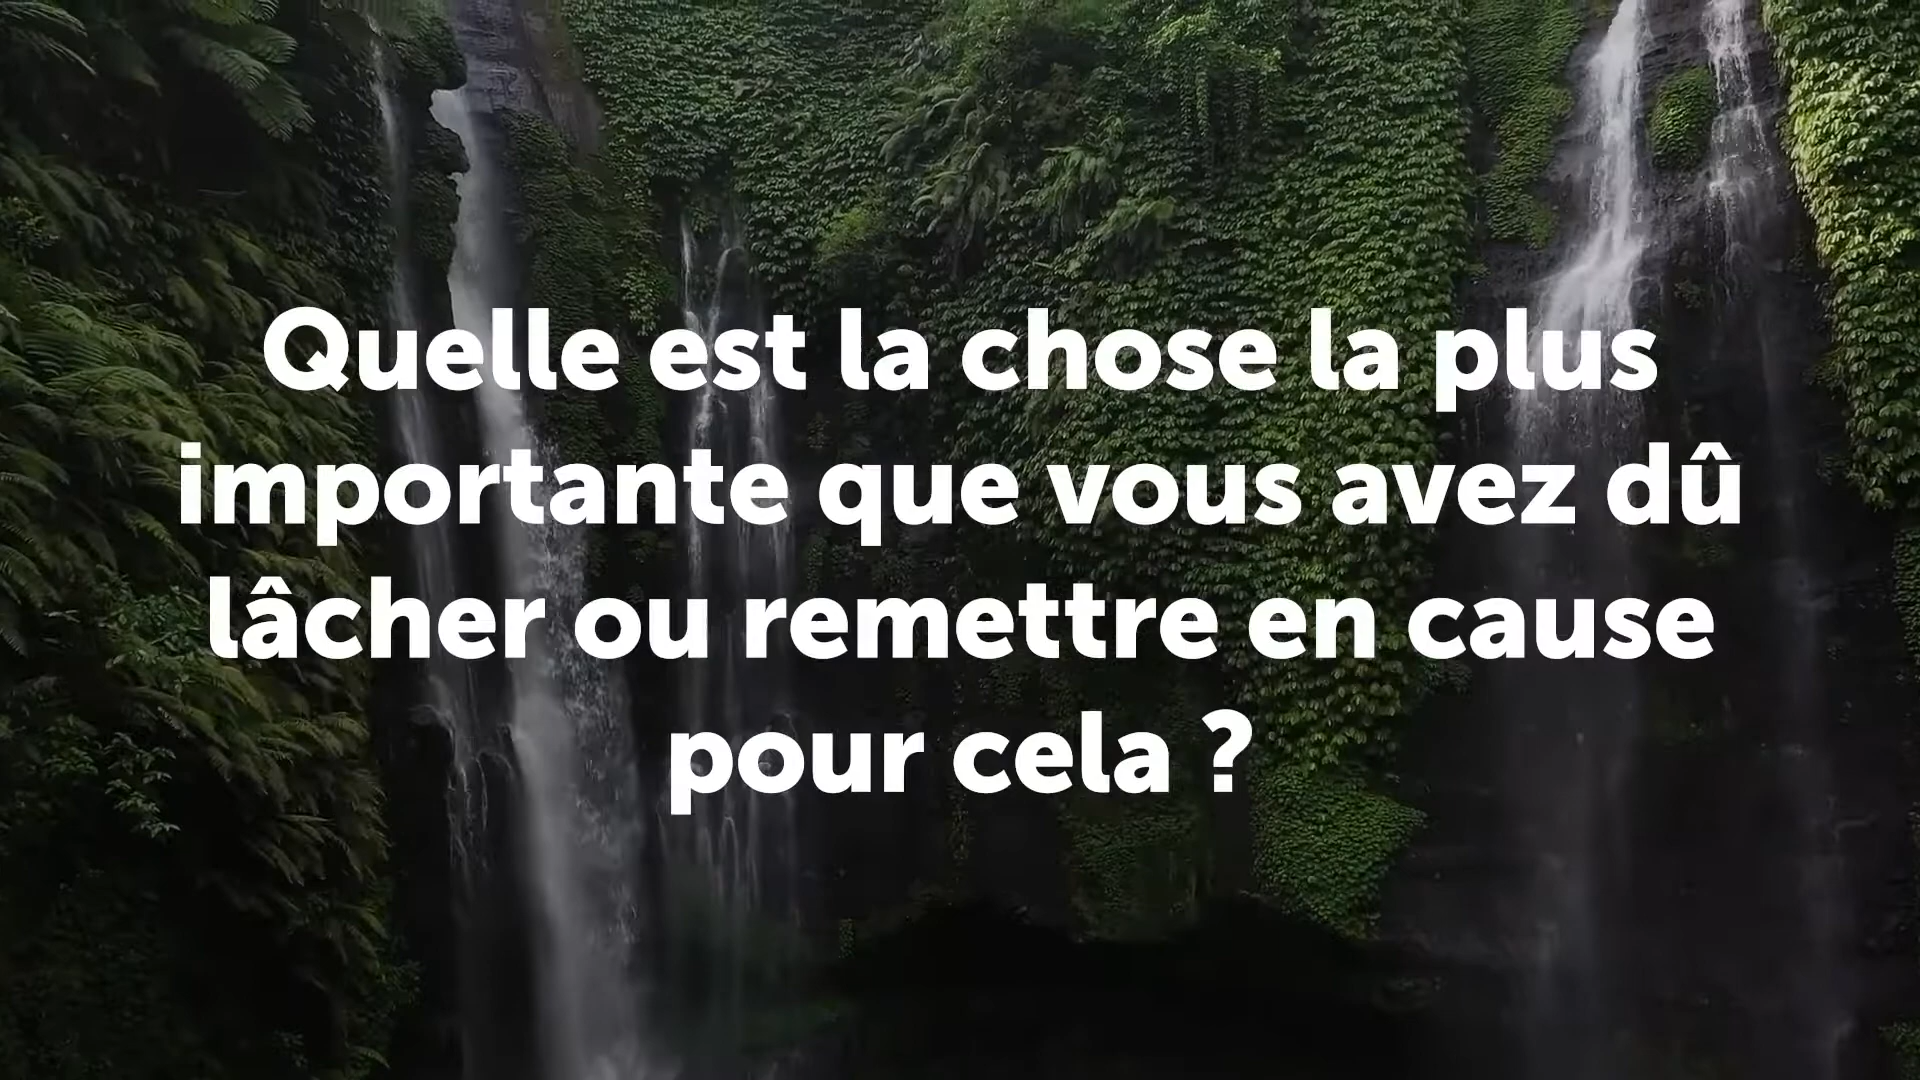 Quelle est la chose la plus
importante que vous avez dû
lâcher ou remettre en cause
pour cela ?